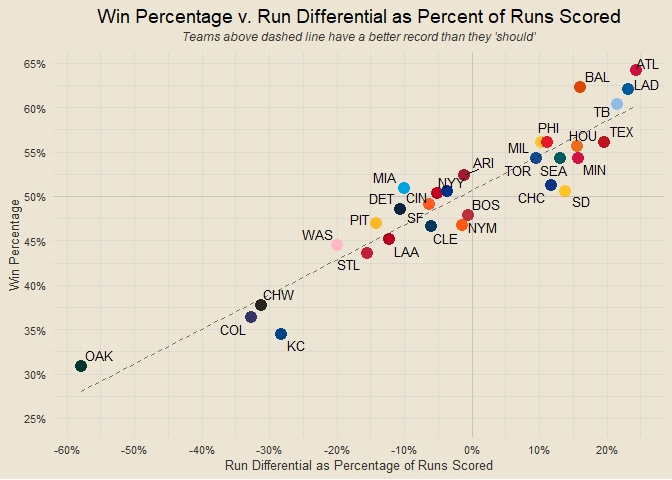 Win Percentage v. Run Differential as Percent of Runs Scored
Teams above dashed line have a better record than they 'should'
Win Percentage
65%
60%
55%
50%
45%
40%
35%
30%
25%
ATL
BAL
LAD
TB
PHI
HOU
TEX
MIL
ARI
TOR
SEA
MIN
MIA
NYY
CHC
SD
DET
CIN
BOS
PIT
SF
NYM
WAS
CLE
LAA
STL
CHW
COL
KC
OAK
-60%
-50%
-40%
-30%
-20%
-10%
0%
10%
20%
Run Differential as Percentage of Runs Scored